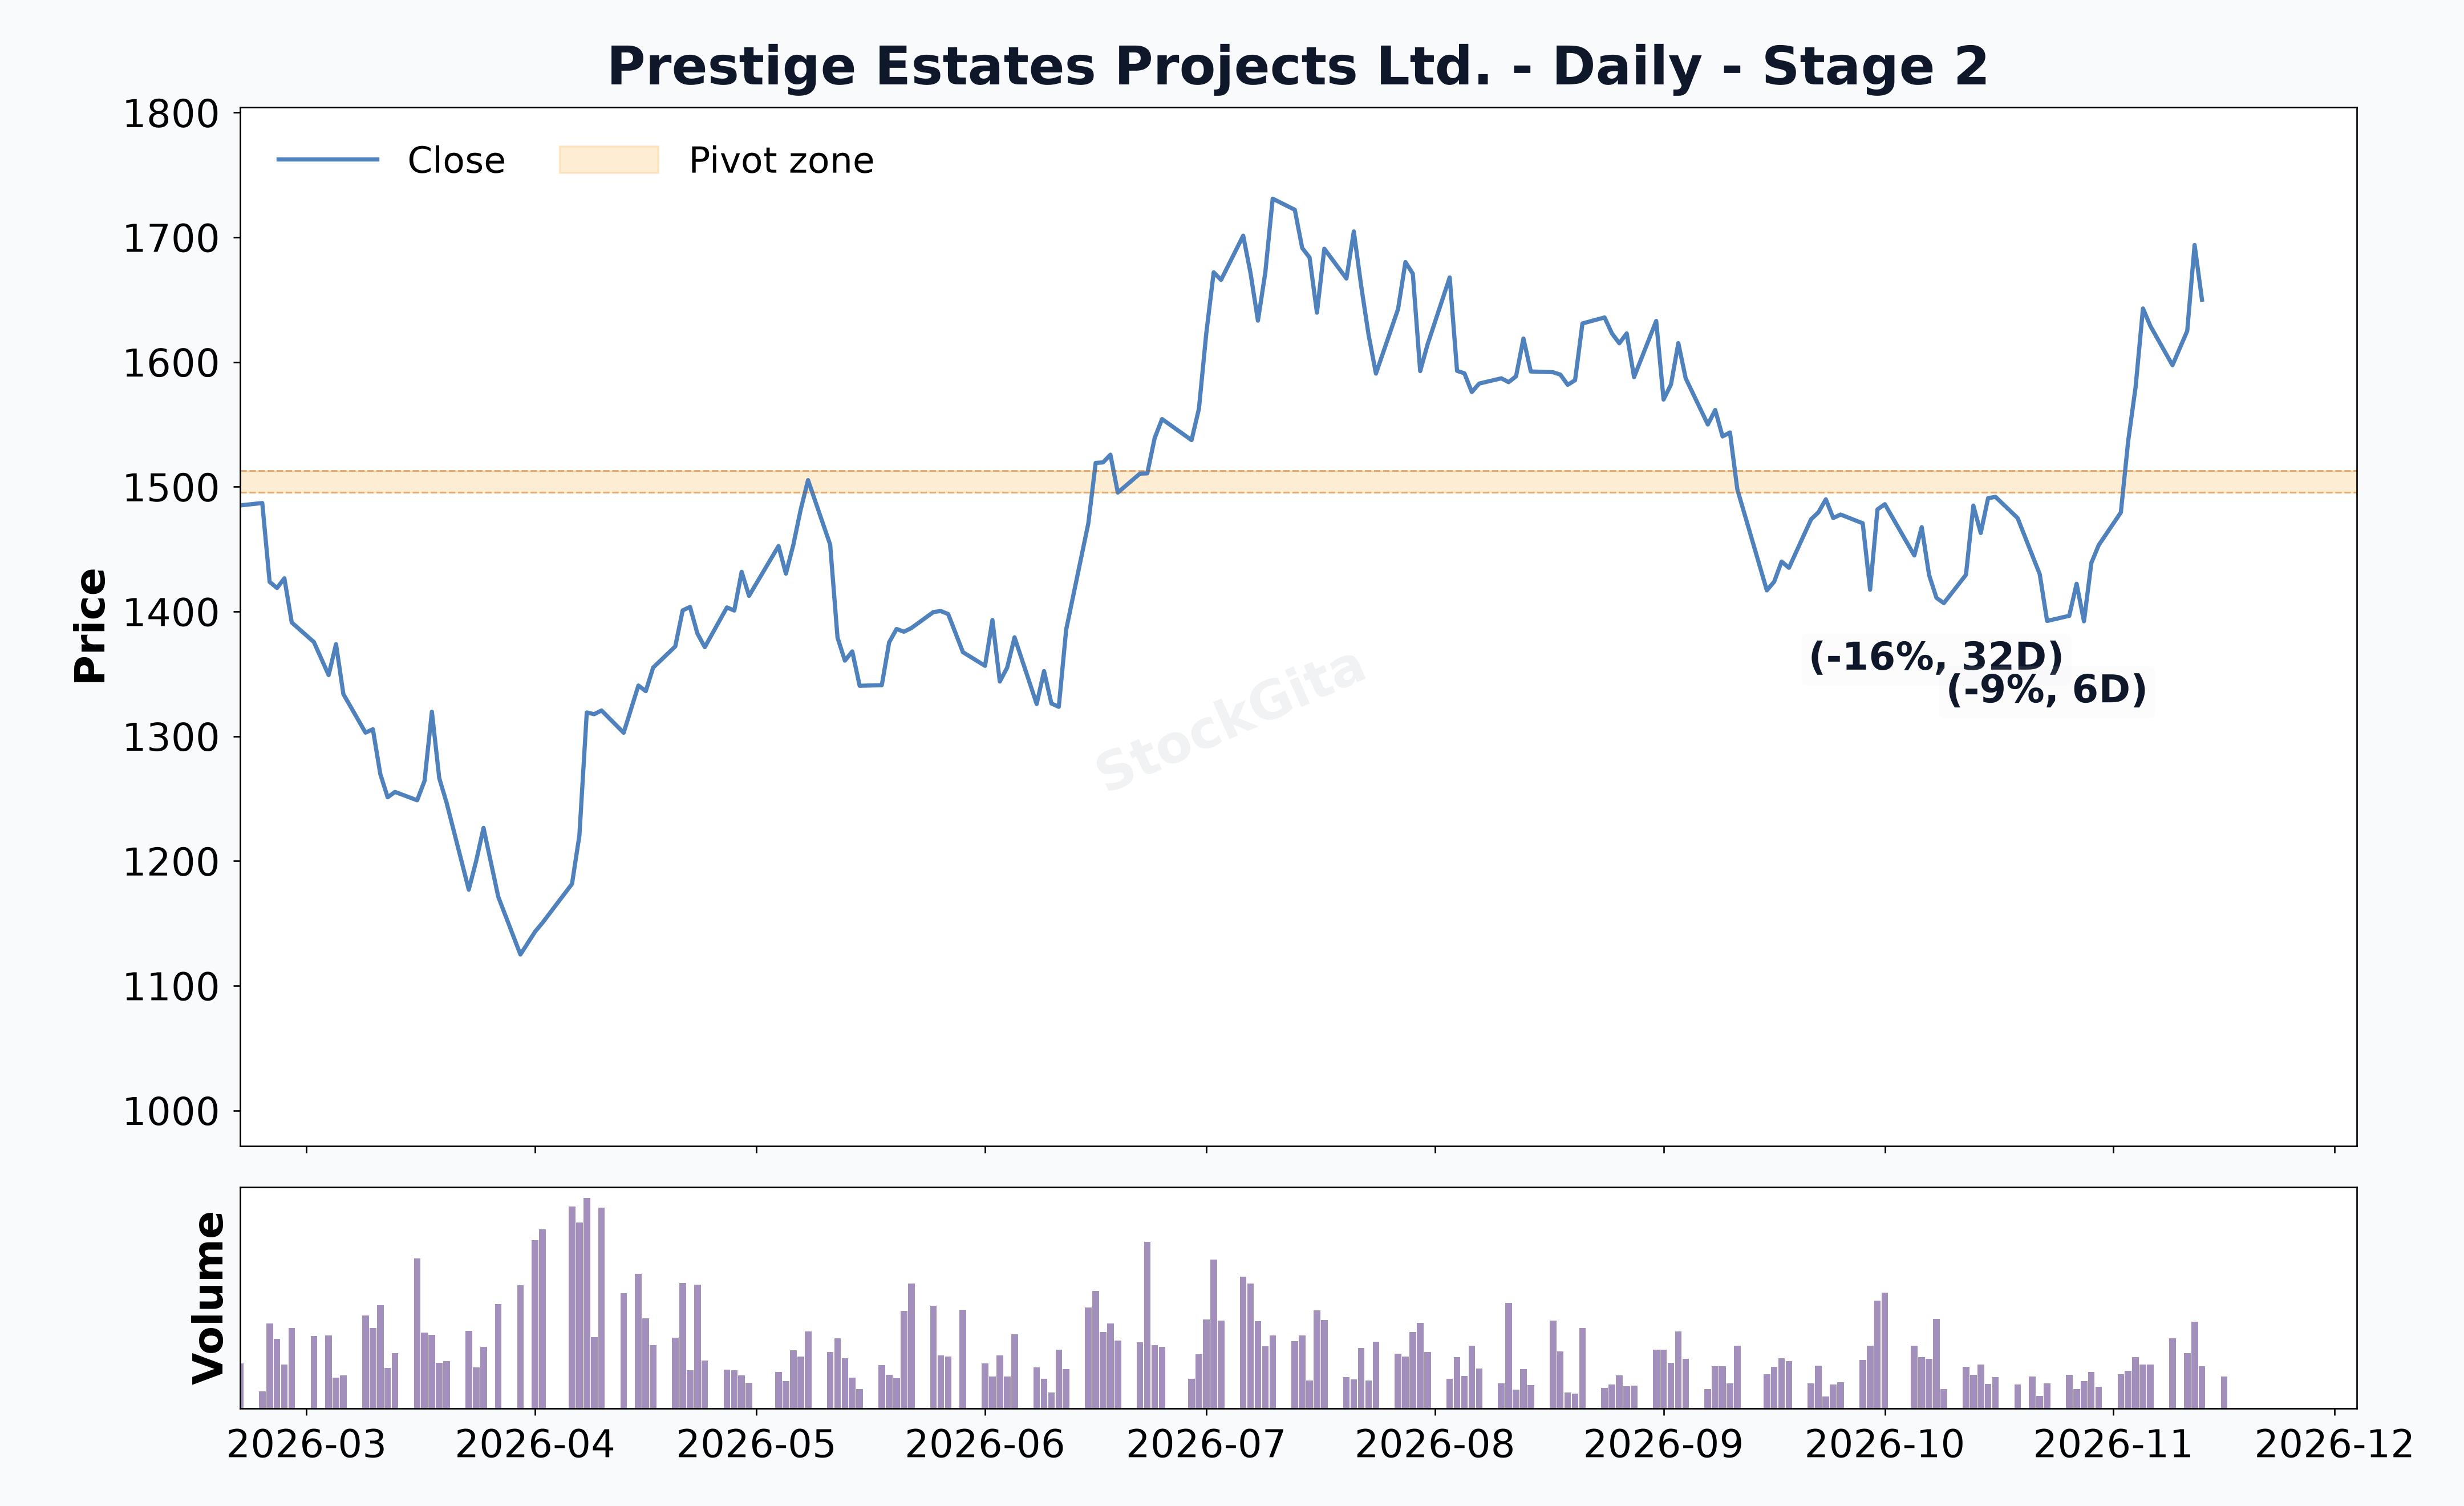 Prestige Estates Projects Ltd. - Daily - Stage 2
Close
Pivot zone
Price
1800
1700
1600
1500
1400
1300
1200
1100
1000
(-16%, 32D)
(-9%, 6D)
StockGita
Volume
2026-03
2026-04
2026-05
2026-06
2026-07
2026-08
2026-09
2026-10
2026-11
2026-12